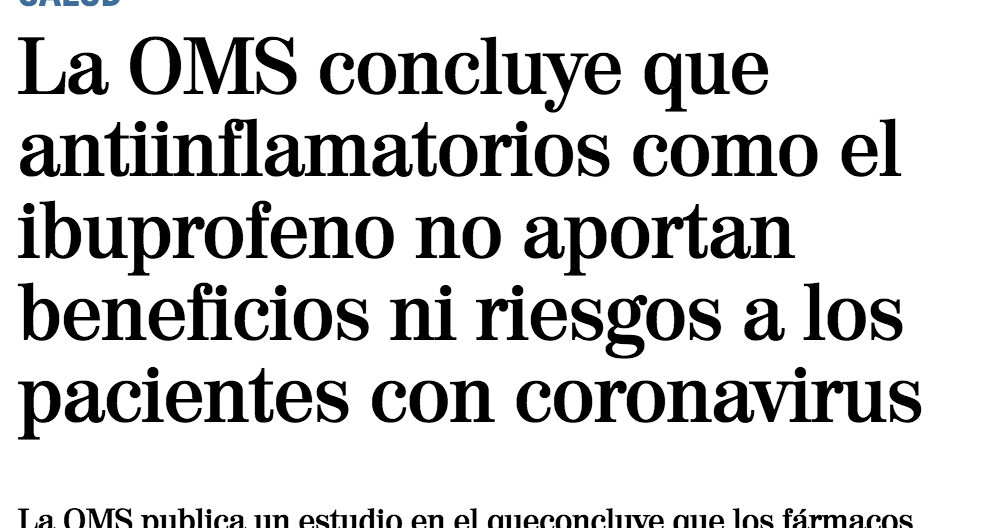 SALUD
La OMS concluye que
antiinflamatorios como el
ibuprofeno no aportan
beneficios ni riesgos a los
pacientes con coronavirus
La OMS publica un estudio en el queconcluye que los fármacos